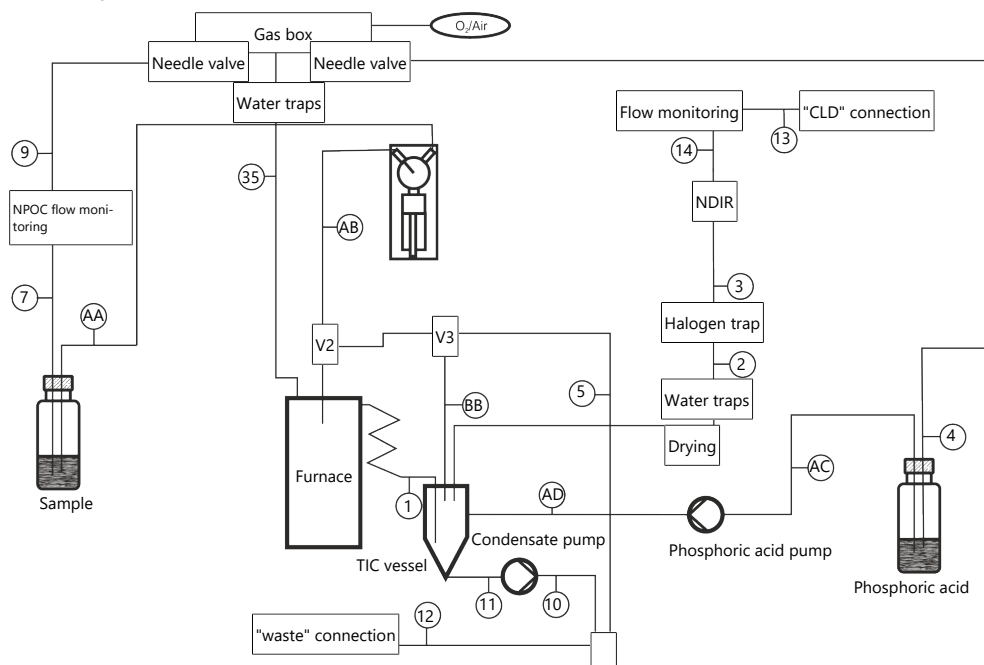 O₂/Air
Gas box
Needle valve
Needle valve
Water traps
Flow monitoring
"CLD" connection
9
14
13
35
NPOC flow moni-
toring
NDIR
AB
7
3
AA
Halogen trap
V2
V3
2
5
BB
Water traps
4
Drying
AC
Furnace
1
AD
Sample
Condensate pump
Phosphoric acid pump
TIC vessel
Phosphoric acid
11
10
12
"waste" connection